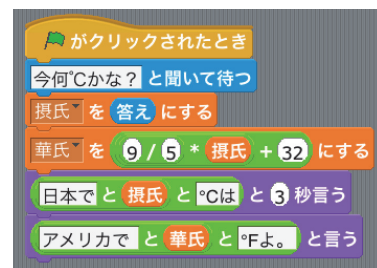 がクリックされたとき
今何℃かな？ と聞いて待つ
摂氏 を 答え にする
華氏 を 9 / 5 * 摂氏 + 32 にする
日本で と 摂氏 と ℃は と 3 秒言う
アメリカで と 華氏 と °Fよ。 と言う